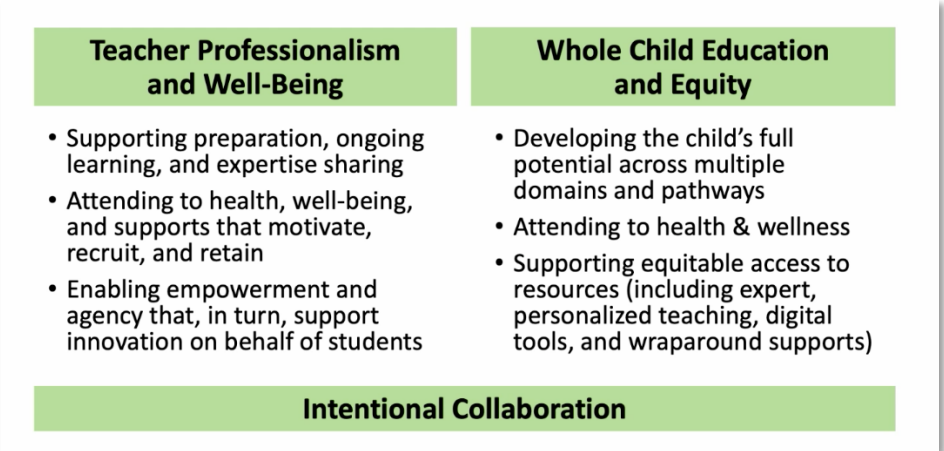 Teacher Professionalism
and Well-Being
• Supporting preparation, ongoing
learning, and expertise sharing
• Attending to health, well-being,
and supports that motivate,
recruit, and retain
• Enabling empowerment and
agency that, in turn, support
innovation on behalf of students
Whole Child Education
and Equity
• Developing the child’s full
potential across multiple
domains and pathways
• Attending to health & wellness
• Supporting equitable access to
resources (including expert,
personalized teaching, digital
tools, and wraparound supports)
Intentional Collaboration